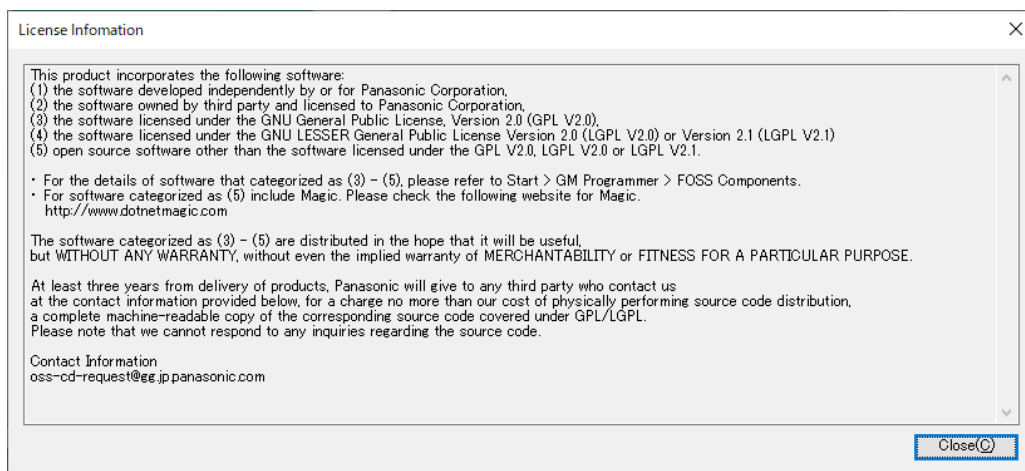 License Infomation
This product incorporates the following software:
(1) the software developed independently by or for Panasonic Corporation,
(2) the software owned by third party and licensed to Panasonic Corporation,
(3) the software licensed under the GNU General Public License, Version 2.0 (GPL V2.0),
(4) the software licensed under the GNU LESSER General Public License Version 2.0 (LGPL V2.0) or Version 2.1 (LGPL V2.1)
(5) open source software other than the software licensed under the GPL V2.0, LGPL V2.0 or LGPL V2.1.
・For the details of software that categorized as (3) - (5), please refer to Start > GM Programmer > FOSS Components.
・For software categorized as (5) include Magic. Please check the following website for Magic.
http://www.dotnetmagic.com
The software categorized as (3) - (5) are distributed in the hope that it will be useful,
but WITHOUT ANY WARRANTY, without even the implied warranty of MERCHANTABILITY or FITNESS FOR A PARTICULAR PURPOSE.
At least three years from delivery of products, Panasonic will give to any third party who contact us
at the contact information provided below, for a charge no more than our cost of physically performing source code distribution,
a complete machine-readable copy of the corresponding source code covered under GPL/LGPL.
Please note that we cannot respond to any inquiries regarding the source code.
Contact Information
oss-cd-request@gg.jp.panasonic.com
Close(C)